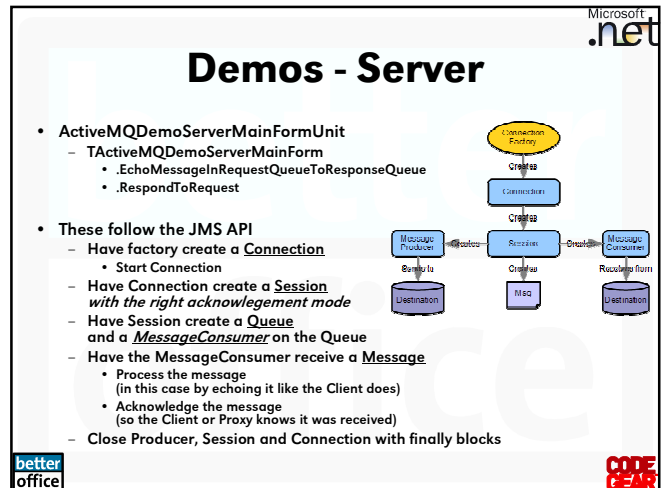 Microsoft
.net
Demos - Server
• ActiveMQDemoServerMainFormUnit
– TActiveMQDemoServerMainForm
• .EchoMessageInRequestQueueToResponseQueue
• .RespondToRequest
• These follow the JMS API
– Have factory create a Connection
• Start Connection
– Have Connection create a Session
with the right acknowlegement mode
– Have Session create a Queue
and a MessageConsumer on the Queue
– Have the MessageConsumer receive a Message
• Process the message
(in this case by echoing it like the Client does)
• Acknowledge the message
(so the Client or Proxy knows it was received)
– Close Producer, Session and Connection with finally blocks
Connection
Factory
Creates
Connection
Creates
Message
Producer
Creates
Session
Creates
Message
Consumer
Sends to
Creates
Receives from
Destination
Msg
Destination
better
office
better
office
CODE
GEAR